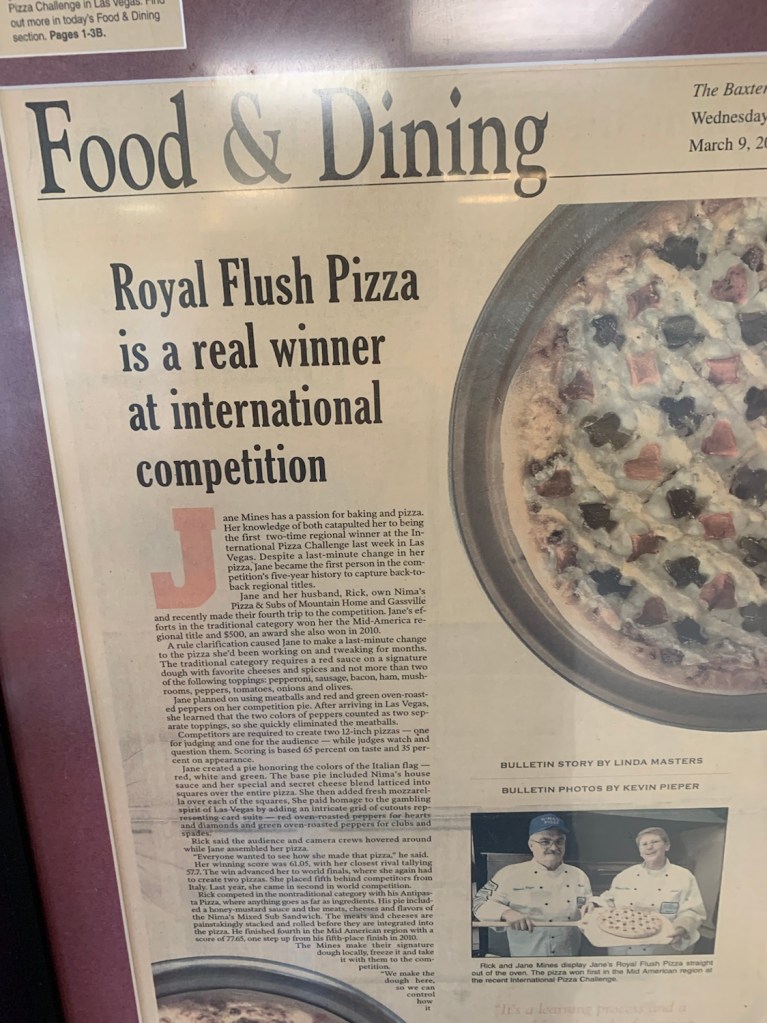 Pizza Challenge in Las Vegas. Find
out more in today's Food & Dining
section. Pages 1-3B.
Food & Dining
The Baxter
Wednesday
March 9, 20
Royal Flush Pizza
is a real winner
at international
competition
Jane Mines has a passion for baking and pizza.
Her knowledge of both catapulted her to being
the first two-time regional winner at the In-
ternational Pizza Challenge last week in Las
Vegas. Despite a last-minute change in her
pizza, Jane became the first person in the com-
petition's five-year history to capture back-to-
back regional titles.
Jane and her husband, Rick, own Nima's
Pizza & Subs of Mountain Home and Gassville
and recently made their fourth trip to the competition. Jane's ef-
forts in the traditional category won her the Mid-America re-
gional title and $500, an award she also won in 2010.
A rule clarification caused Jane to make a last-minute change
to the pizza she'd been working on and tweaking for months.
The traditional category requires a red sauce on a signature
dough with favorite cheeses and spices and not more than two
of the following toppings: pepperoni, sausage, bacon, ham, mush-
rooms, peppers, tomatoes, onions and olives.
Jane planned on using meatballs and red and green oven-roast-
ed peppers on her competition pie. After arriving in Las Vegas,
she learned that the two colors of peppers counted as two sep-
arate toppings, so she quickly eliminated the meatballs.
Competitors are required to create two 12-inch pizzas — one
for judging and one for the audience — while judges watch and
question them. Scoring is based 65 percent on taste and 35 per-
cent on appearance.
Jane created a pie honoring the colors of the Italian flag —
red, white and green. The base pie included Nima's house
sauce and her special and secret cheese blend latticed into
squares over the entire pizza. She then added fresh mozzarel-
la over each of the squares. She paid homage to the gambling
spirit of Las Vegas by adding an intricate grid of cutouts rep-
resenting card suits — red oven-roasted peppers for hearts
and diamonds and green oven-roasted peppers for clubs and
spades.
Rick said the audience and camera crews hovered around
while Jane assembled her pizza.
"Everyone wanted to see how she made that pizza," he said.
Her winning score was 61.05, with her closest rival tallying
57.7. The win advanced her to world finals, where she again had
to create two pizzas. She placed fifth behind competitors from
Italy. Last year, she came in second in world competition.
Rick competed in the nontraditional category with his Antipas-
ta Pizza, where anything goes as far as ingredients. His pie includ-
ed a honey-mustard sauce and the meats, cheeses and flavors of
the Nima's Mixed Sub Sandwich. The meats and cheeses are
painstakingly stacked and rolled before they are integrated into
the pizza. He finished fourth in the Mid American region with a
score of 77.65, one step up from his fifth-place finish in 2010.
The Mines make their signature
dough locally, freeze it and take
it with them to the com-
petition.
"We make the
dough here,
so we can
control
how
it
BULLETIN STORY BY LINDA MASTERS
BULLETIN PHOTOS BY KEVIN PIEPER
Rick and Jane Mines display Jane's Royal Flush Pizza straight
out of the oven. The pizza won first in the Mid American region at
the recent International Pizza Challenge.
"It's a learning process and a